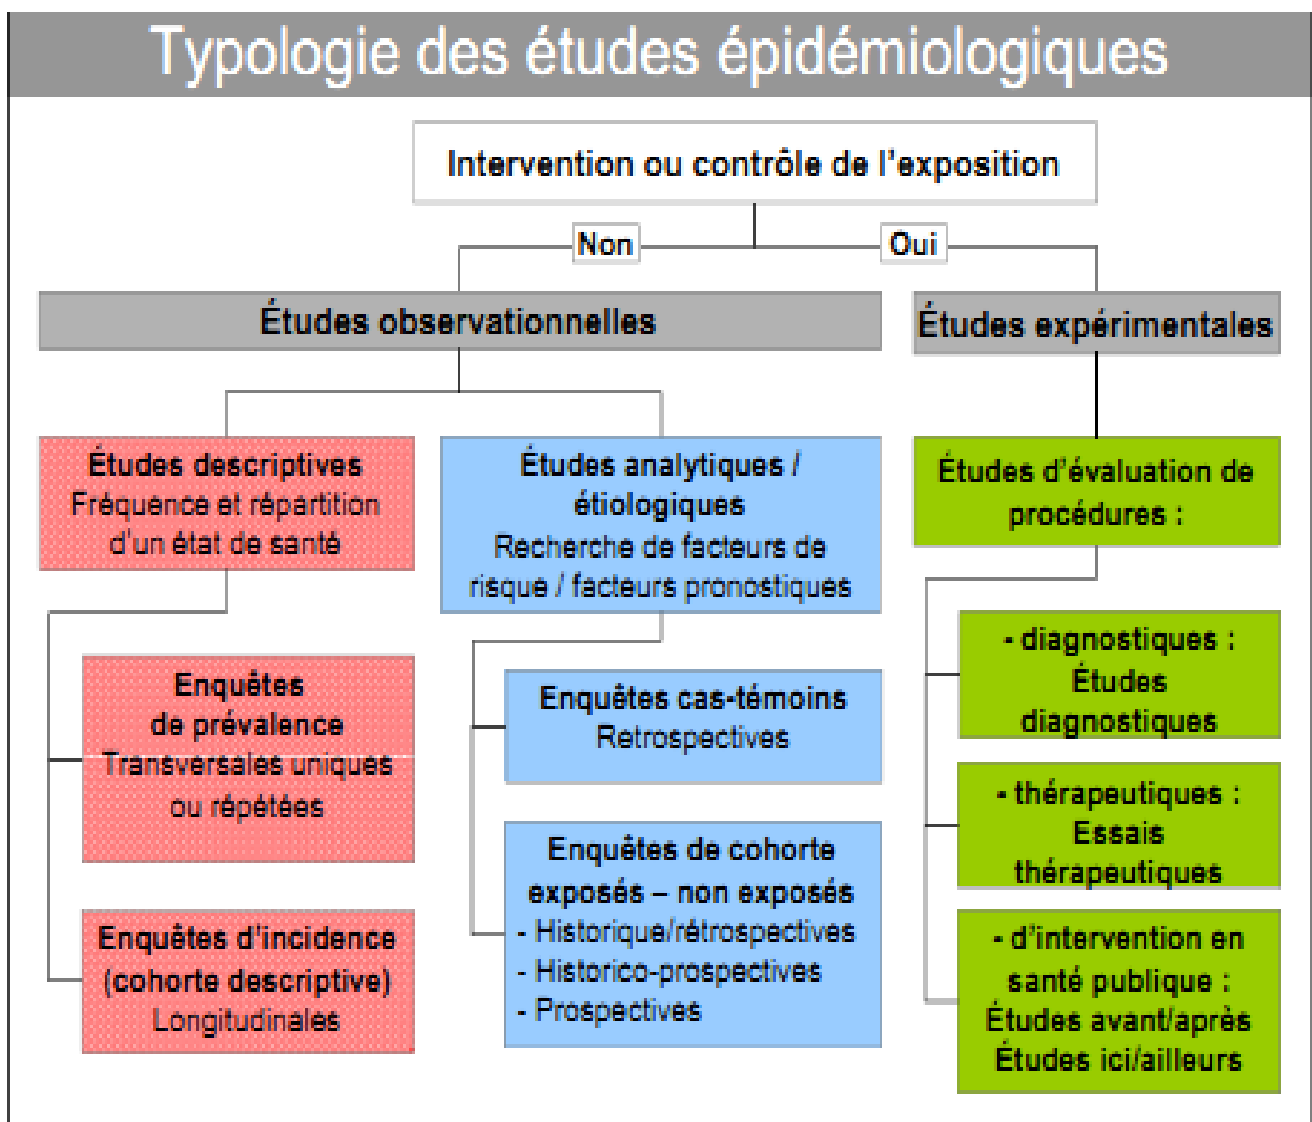 Typologie des études épidémiologiques
Intervention ou contrôle de l'exposition
Non
Oui
Études observationnelles
Études expérimentales
Études descriptives
Fréquence et répartition
d'un état de santé
Enquêtes
de prévalence
Transversales uniques
ou répétées
Enquêtes d'incidence
(cohorte descriptive)
Longitudinales
Études analytiques /
étiologiques
Recherche de facteurs de
risque / facteurs pronostiques
Enquêtes cas-témoins
Retrospectives
Enquêtes de cohorte
exposés – non exposés
- Historique/rétrospectives
- Historico-prospectives
- Prospectives
Études d'évaluation de
procédures :
- diagnostiques :
Études
diagnostiques
- thérapeutiques :
Essais
thérapeutiques
- d'intervention en
santé publique :
Études avant/après
Études ici/ailleurs